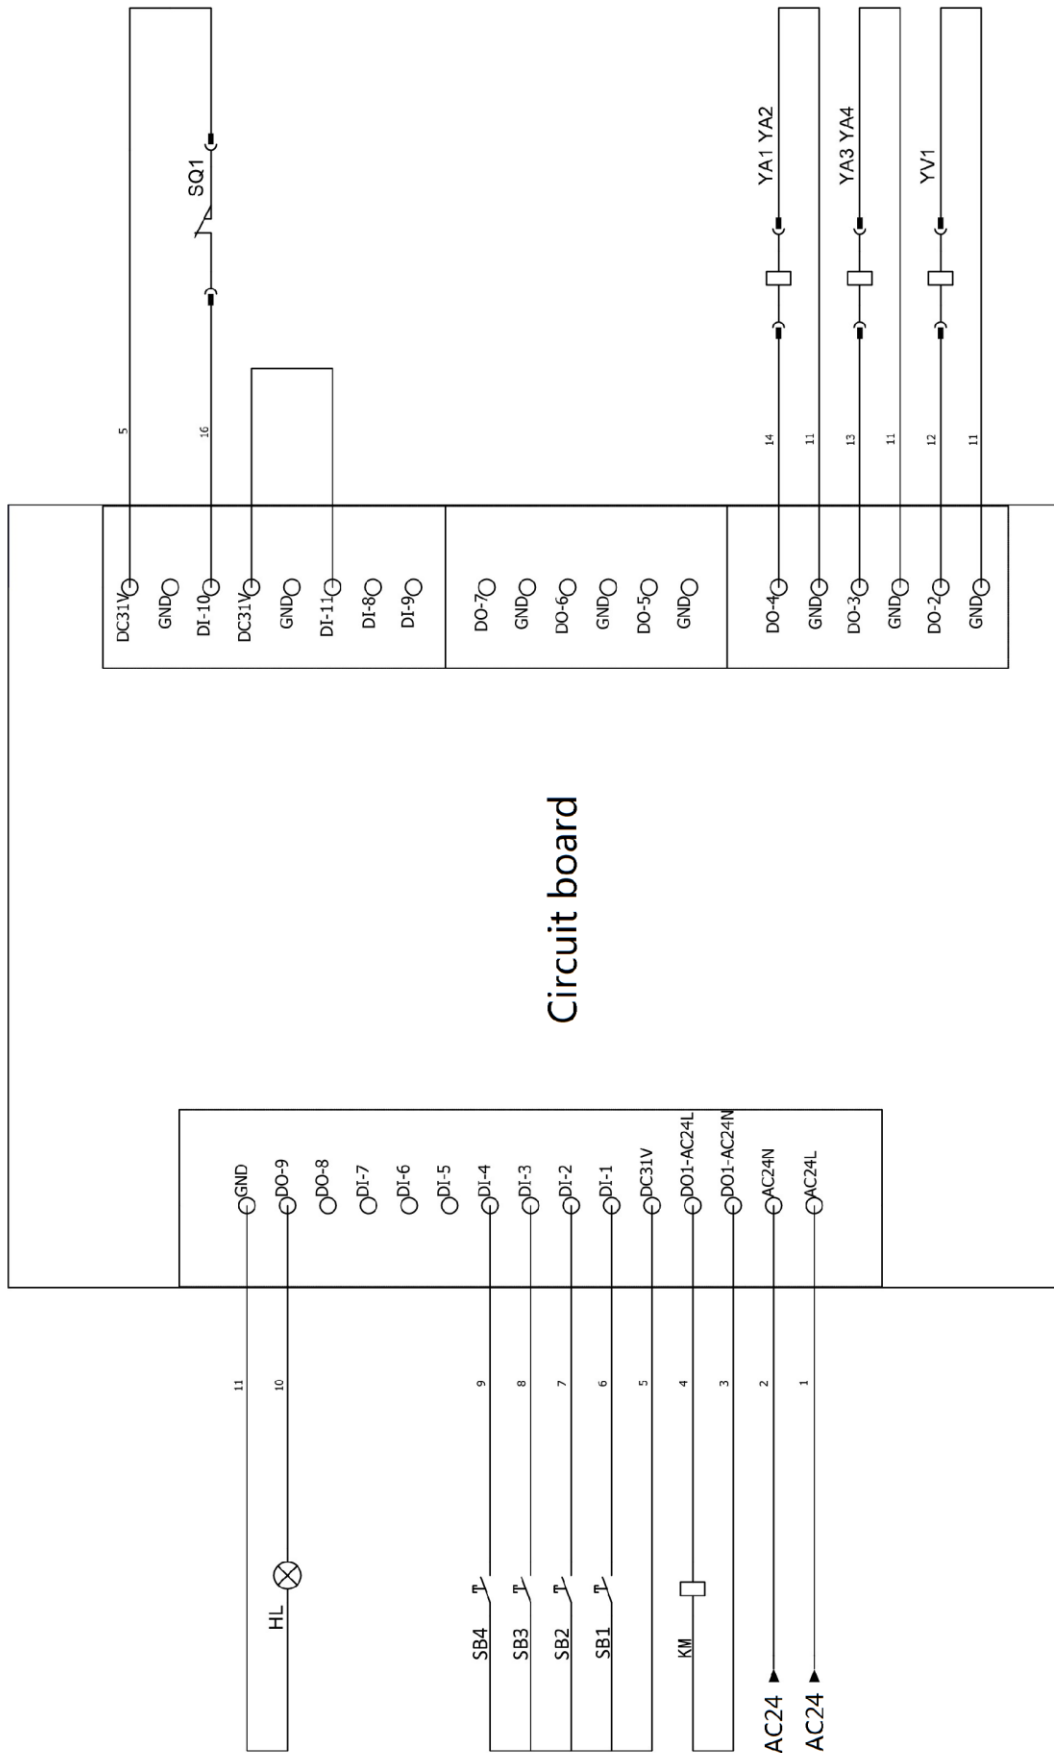 SQ1
YA1 YA2
YA3 YA4
YV1
5
16
14
11
13
11
12
11
DC31V
GND
DI-10
DC31V
GND
DI-11
DI-8
DI-9
DO-7
GND
DO-6
GND
DO-5
GND
DO-4
GND
DO-3
GND
DO-2
GND
Circuit board
GND
DO-9
DO-8
DI-7
DI-6
DI-5
DI-4
DI-3
DI-2
DI-1
DC31V
DO1-AC24L
DO1-AC24N
AC24N
AC24L
11
10
9
8
7
6
5
4
3
2
1
HL
SB4
SB3
SB2
SB1
KM
AC24
AC24